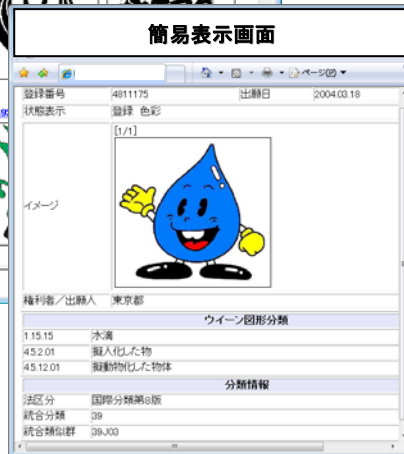 簡易表示画面
ページ(P)
登録番号 4811175 出願日 2004.03.18
状態表示 登録 色彩
[1/1]
イメージ
権利者/出願人 東京都
ウイーン図形分類
1.15.15 水滴
4.5.2.01 擬人化した物
4.5.12.01 擬動物化した物体
分類情報
法区分 国際分類第8版
統合分類 39
統合類似群 39J03